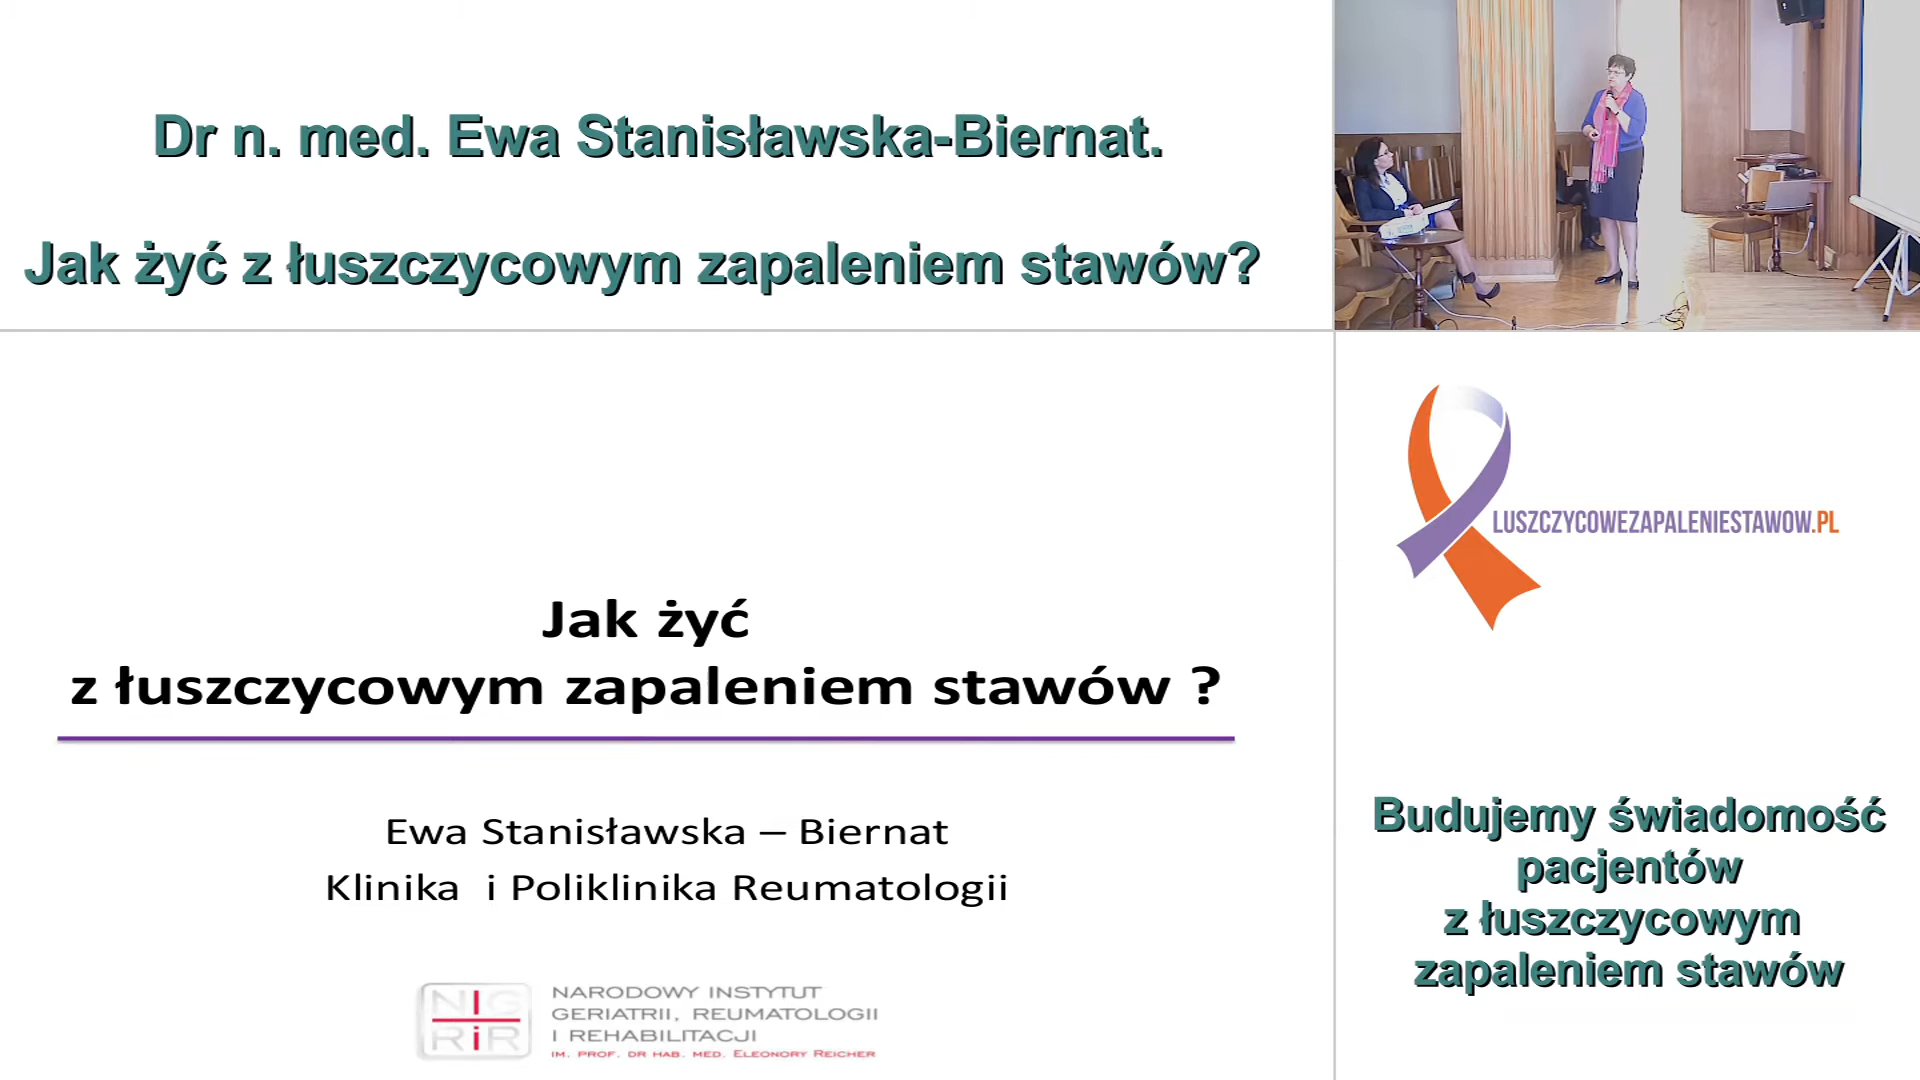 Dr n. med. Ewa Stanisławska-Biernat.
Jak żyć z łuszczycowym zapaleniem stawów?
Jak żyć
z łuszczycowym zapaleniem stawów ?
Ewa Stanisławska – Biernat
Klinika i Poliklinika Reumatologii
NIG
RiR
NARODOWY INSTYTUT
GERIATRII, REUMATOLOGII
I REHABILITACJI
IM. PROF. DR HAB. MED. ELEONORY REICHER
LUSZCZYCOWEZAPALENIESTAWOW.PL
Budujemy świadomość
pacjentów
z łuszczycowym
zapaleniem stawów